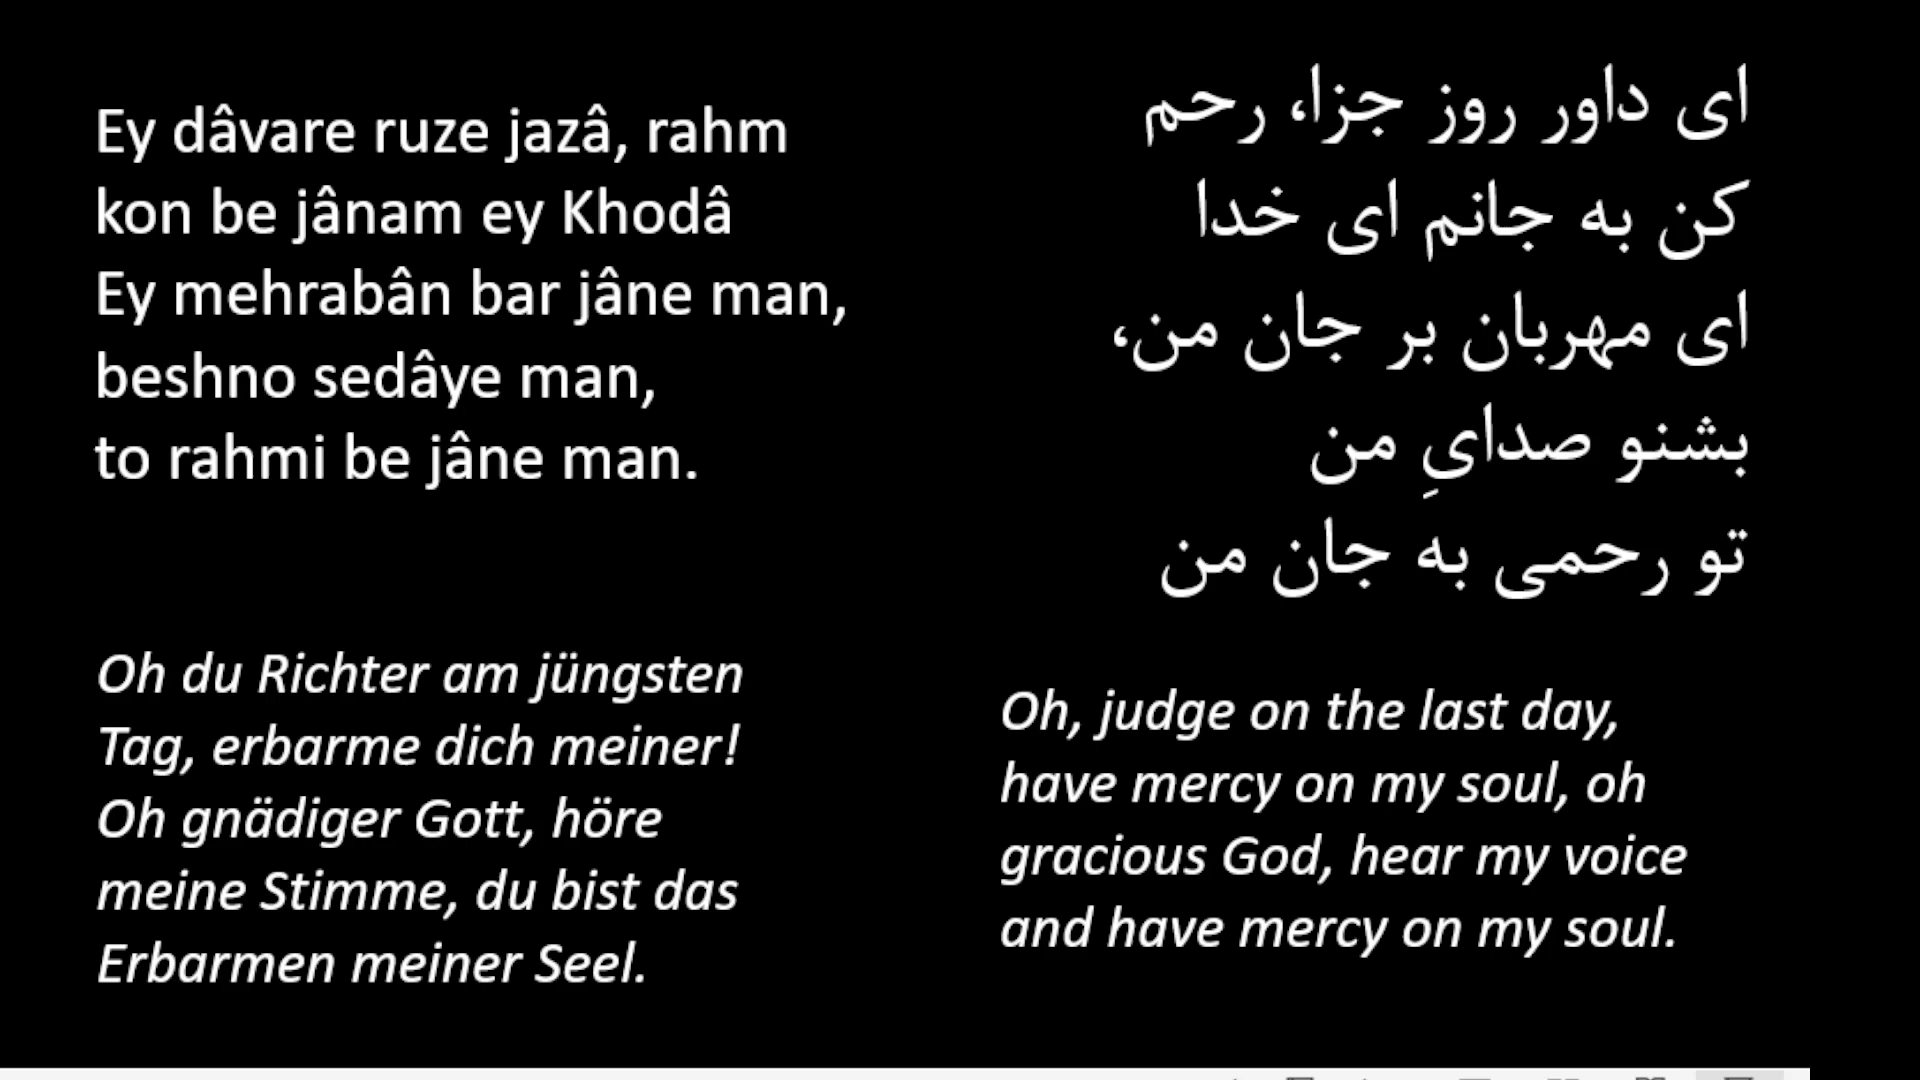 Ey dâvare ruze jazâ, rahm
kon be jânam ey Khodâ
Ey mehrabân bar jâne man,
beshno sedâye man,
to rahmi be jâne man.
ای داور روز جزا، رحم
کن به جانم ای خدا
ای مهربان بر جان من،
بشنو صدایِ من
تو رحمی به جان من
Oh du Richter am jüngsten
Tag, erbarme dich meiner!
Oh gnädiger Gott, höre
meine Stimme, du bist das
Erbarmen meiner Seel.
Oh, judge on the last day,
have mercy on my soul, oh
gracious God, hear my voice
and have mercy on my soul.